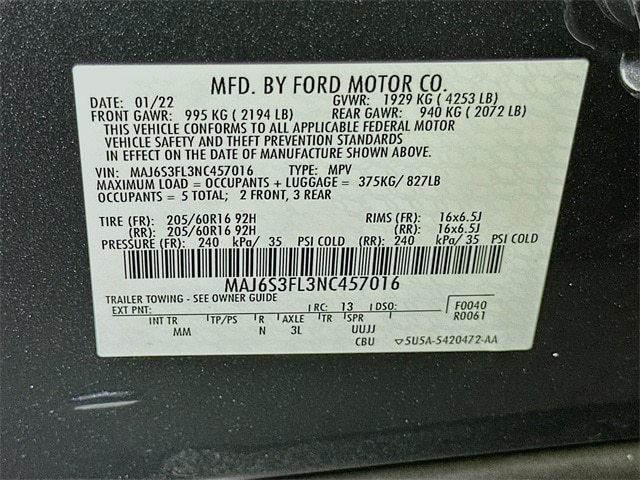 MFD. BY FORD MOTOR CO.
DATE: 01/22 GVWR: 1929 KG ( 4253 LB)
FRONT GAWR: 995 KG ( 2194 LB) REAR GAWR: 940 KG ( 2072 LB)
THIS VEHICLE CONFORMS TO ALL APPLICABLE FEDERAL MOTOR
VEHICLE SAFETY AND THEFT PREVENTION STANDARDS
IN EFFECT ON THE DATE OF MANUFACTURE SHOWN ABOVE.
VIN: MAJ6S3FL3NC457016 TYPE: MPV
MAXIMUM LOAD = OCCUPANTS + LUGGAGE = 375KG/ 827LB
OCCUPANTS = 5 TOTAL; 2 FRONT, 3 REAR
TIRE (FR): 205/60R16 92H RIMS (FR): 16x6.5J
(RR): 205/60R16 92H (RR): 16x6.5J
PRESSURE (FR): 240 kPa/ 35 PSI COLD (RR): 240 kPa/ 35 PSI COLD
MAJ6S3FL3NC457016
TRAILER TOWING - SEE OWNER GUIDE
EXT PNT: RC: 13 DSO: F0040
INT TR TP/PS R AXLE TR SPR R0061
MM N 3L UUJJ
CBU 5U5A-5420472-AA